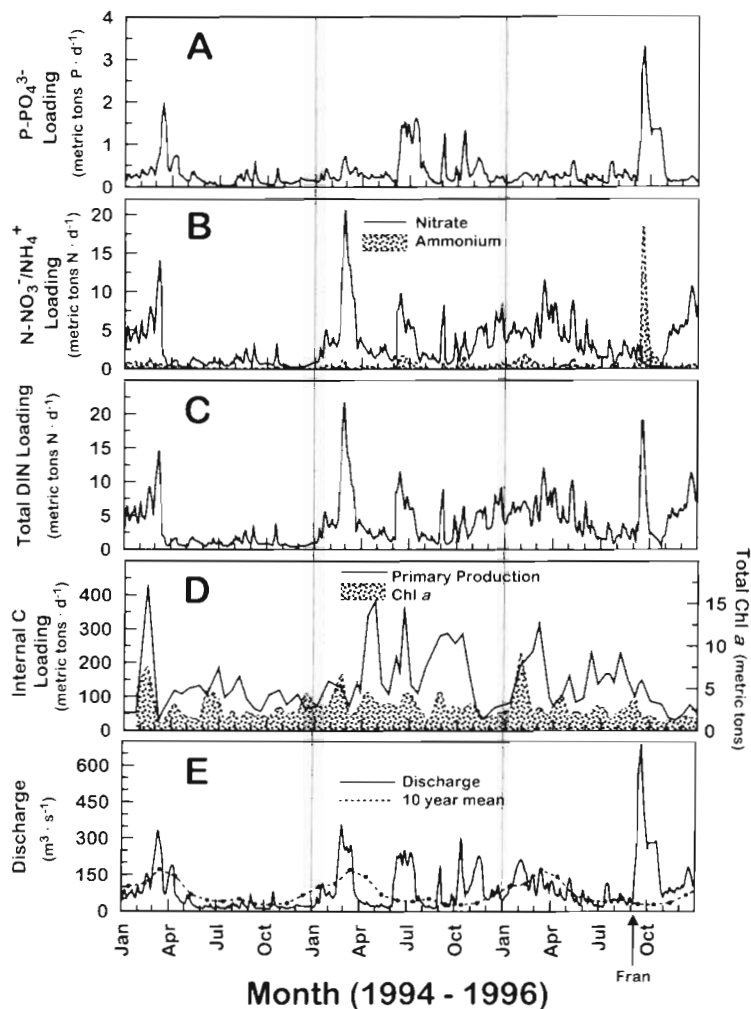 A
P-PO₄³⁻
Loading
(metric tons P · d⁻¹)
4
3
2
1
0
B
N-NO₃⁻/NH₄⁺
Loading
(metric tons N · d⁻¹)
20
15
10
5
0
Nitrate
Ammonium
C
Total DIN Loading
(metric tons N · d⁻¹)
20
15
10
5
0
D
Internal C
Loading
(metric tons · d⁻¹)
400
300
200
100
0
Primary Production
Chl a
15
10
5
0
Total Chl a (metric tons)
E
Discharge
(m³ · s⁻¹)
600
450
300
150
0
Discharge
10 year mean
Jan
Apr
July
Oct
Jan
Apr
July
Oct
Jan
Apr
July
Oct
Fran
Month (1994 - 1996)